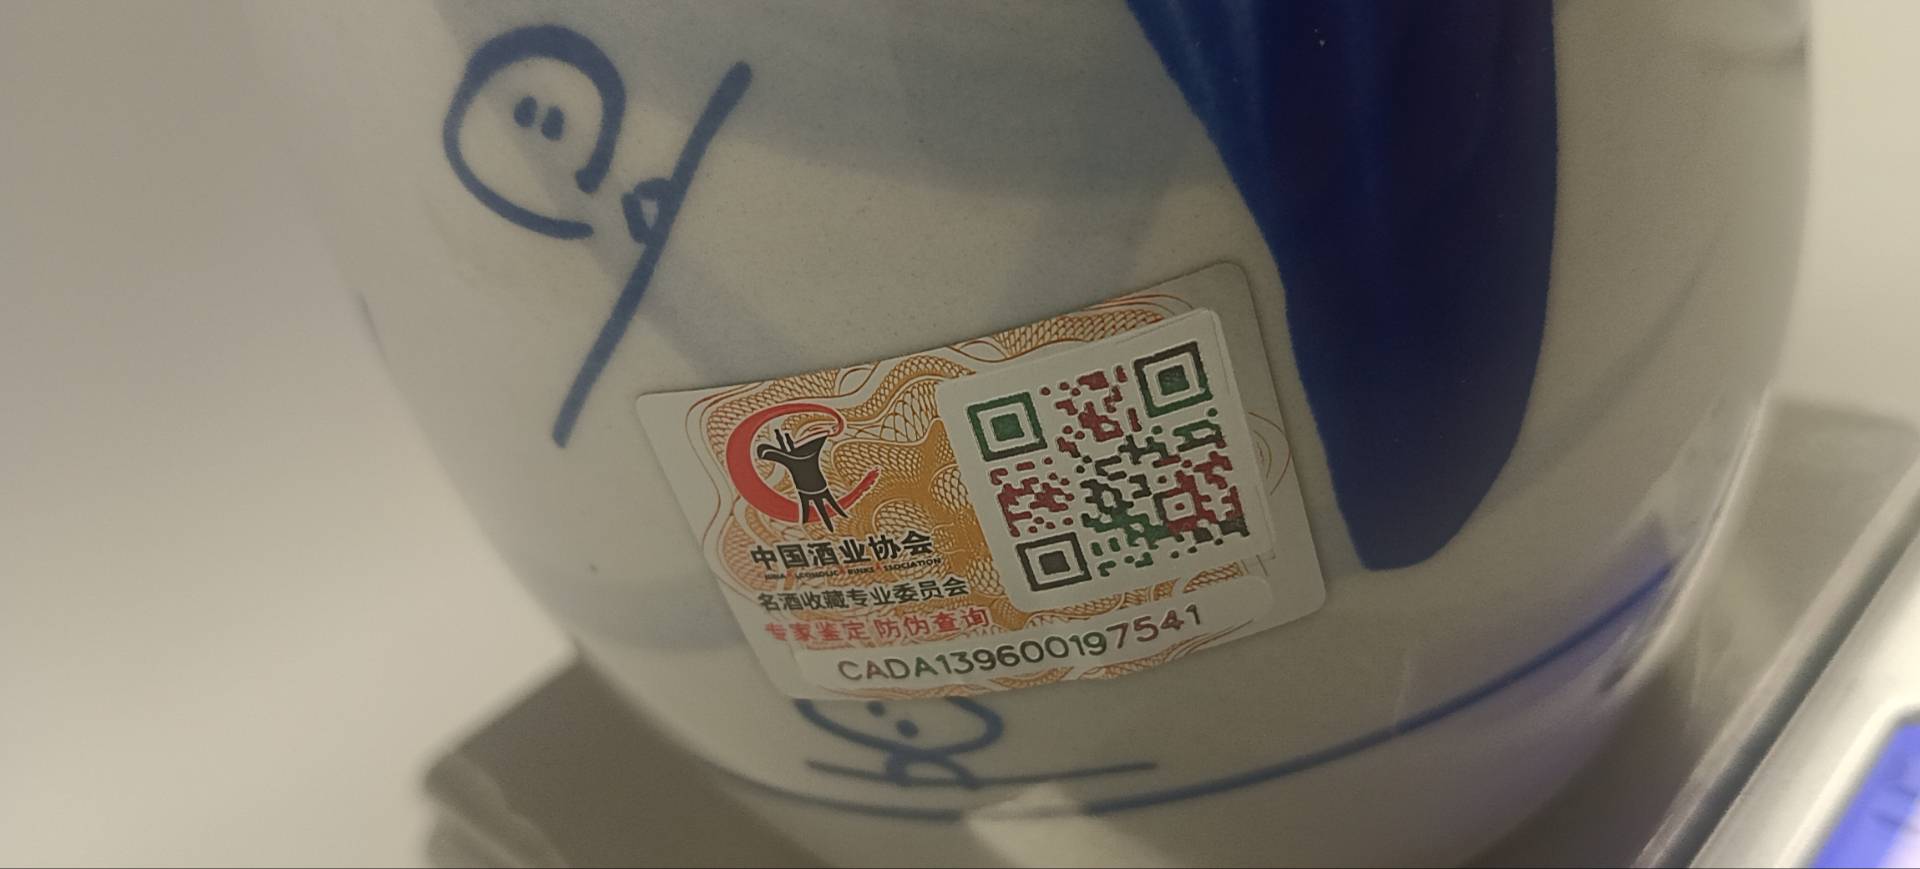 中国酒业协会
名酒收藏专业委员会
专家鉴定 防伪查询
CADA139600197541